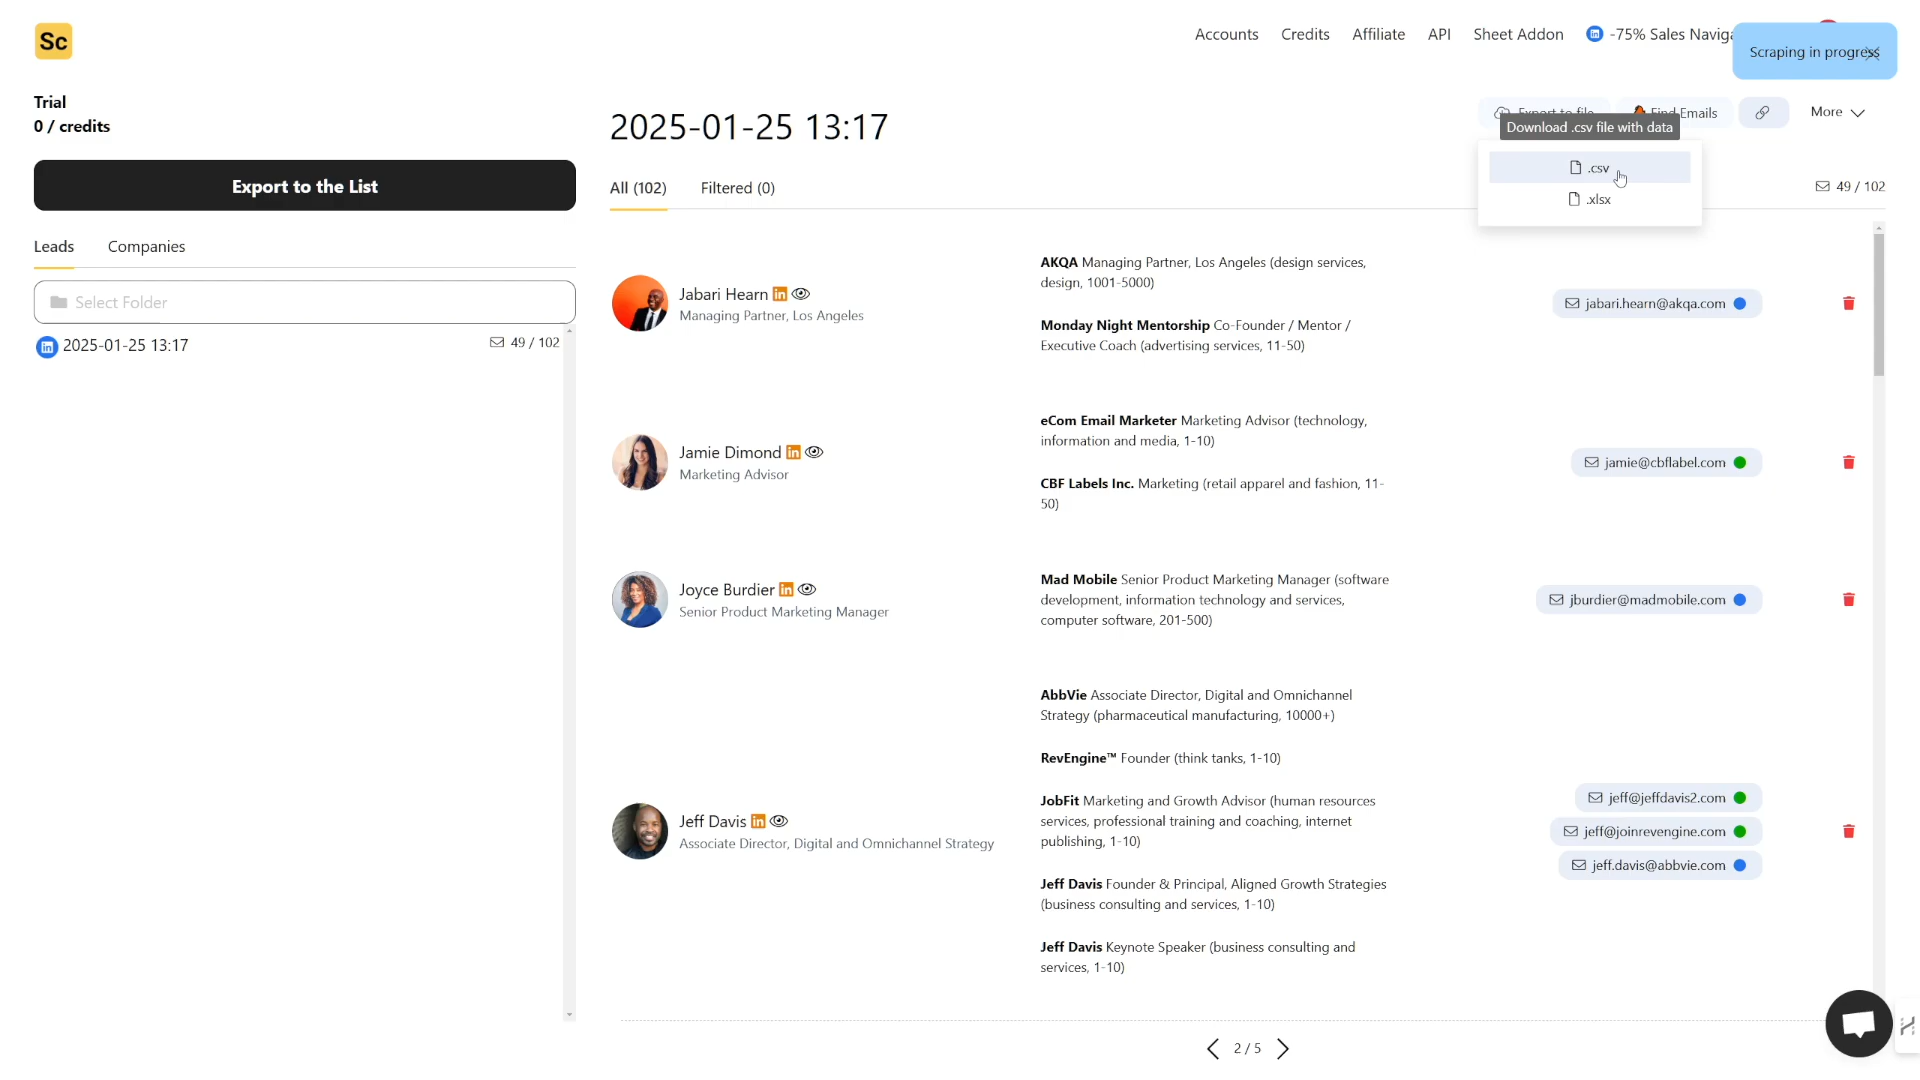 Sc
Accounts
Credits
Affiliate
API
Sheet Addon
-75% Sales Naviga
Scraping in progress
Trial
0 / credits
Export to the List
Leads
Companies
Select Folder
2025-01-25 13:17
49 / 102
2025-01-25 13:17
Export to file
Find Emails
More
Download .csv file with data
.csv
.xlsx
All (102)
Filtered (0)
49 / 102
Jabari Hearn
Managing Partner, Los Angeles
AKQA Managing Partner, Los Angeles (design services,
design, 1001-5000)
Monday Night Mentorship Co-Founder / Mentor /
Executive Coach (advertising services, 11-50)
jabari.hearn@akqa.com
Jamie Dimond
Marketing Advisor
eCom Email Marketer Marketing Advisor (technology,
information and media, 1-10)
CBF Labels Inc. Marketing (retail apparel and fashion, 11-
50)
jamie@cbflabel.com
Joyce Burdier
Senior Product Marketing Manager
Mad Mobile Senior Product Marketing Manager (software
development, information technology and services,
computer software, 201-500)
jburdier@madmobile.com
Jeff Davis
Associate Director, Digital and Omnichannel Strategy
AbbVie Associate Director, Digital and Omnichannel
Strategy (pharmaceutical manufacturing, 10000+)
RevEngine™ Founder (think tanks, 1-10)
JobFit Marketing and Growth Advisor (human resources
services, professional training and coaching, internet
publishing, 1-10)
Jeff Davis Founder & Principal, Aligned Growth Strategies
(business consulting and services, 1-10)
Jeff Davis Keynote Speaker (business consulting and
services, 1-10)
jeff@jeffdavis2.com
jeff@joinrevengine.com
jeff.davis@abbvie.com
2 / 5